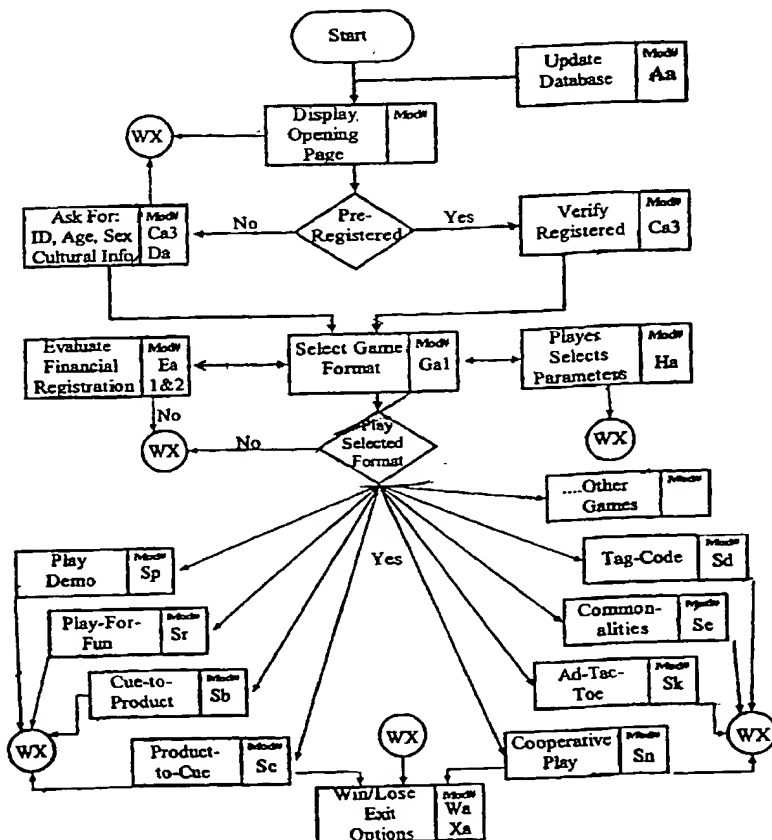 Start
Update
Database
Mod#
Aa
Display,
Opening
Page
Mod#
WX
Ask For:
ID, Age, Sex
Cultural Info
Mod#
Ca3
Da
No
Pre-
Registered
Yes
Verify
Registered
Mod#
Ca3
Evaluate
Financial
Registration
Mod#
Ea
1&2
Select Game
Format
Mod#
Ga1
Player
Selects
Parameters
Mod#
Ha
No
WX
No
Play
Selected
Format
WX
....Other
Games
Mod#
Yes
Play
Demo
Mod#
Sp
Tag-Code
Mod#
Sd
Play-For-
Fun
Mod#
Sr
Common-
alities
Mod#
Se
Cue-to-
Product
Mod#
Sb
Ad-Tac-
Toe
Mod#
Sk
WX
Product-
to-Cue
Mod#
Sc
WX
Cooperative
Play
Mod#
Sn
WX
Win/Lose
Exit
Options
Mod#
Wa
Xa